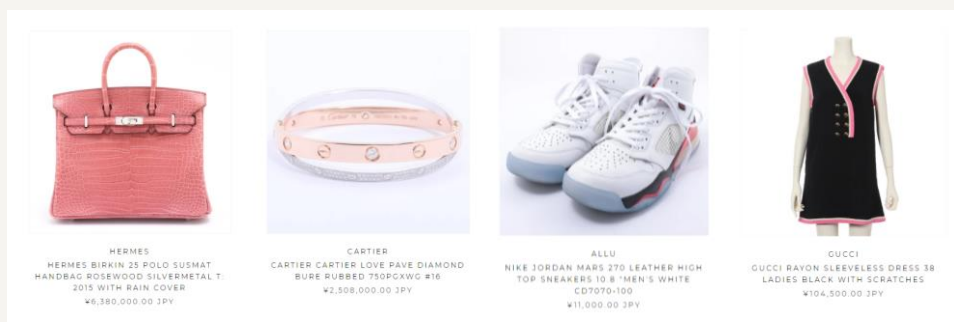 HERMES
HERMES BIRKIN 25 POLO SUSMAT
HANDBAG ROSEWOOD SILVERMETAL T:
2015 WITH RAIN COVER
¥6,380,000.00 JPY
CARTIER
CARTIER CARTIER LOVE PAVE DIAMOND
BURE RUBBED 750PGXWG #16
¥2,508,000.00 JPY
ALLU
NIKE JORDAN MARS 270 LEATHER HIGH
TOP SNEAKERS 10.8 "MEN'S WHITE
CD7070-100
¥11,000.00 JPY
GUCCI
GUCCI RAYON SLEEVELESS DRESS 38
LADIES BLACK WITH SCRATCHES
¥104,500.00 JPY